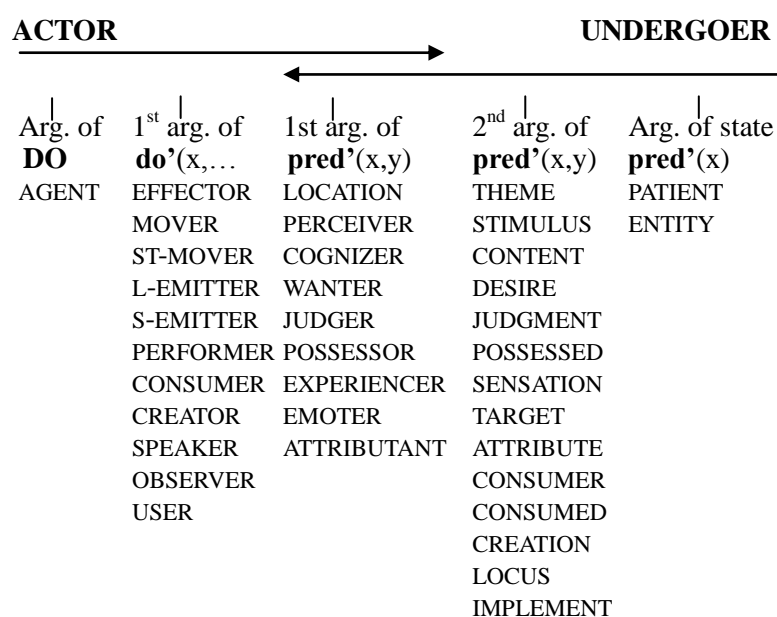 ACTOR UNDERGOER
Arg. of 1st arg. of 1st arg. of 2nd arg. of Arg. of state
DO do’(x,… pred’(x,y) pred’(x,y) pred’(x)
AGENT EFFECTOR LOCATION THEME PATIENT
MOVER PERCEIVER STIMULUS ENTITY
ST-MOVER COGNIZER CONTENT
L-EMITTER WANTER DESIRE
S-EMITTER JUDGER JUDGMENT
PERFORMER POSSESSOR POSSESSED
CONSUMER EXPERIENCER SENSATION
CREATOR EMOTER TARGET
SPEAKER ATTRIBUTANT ATTRIBUTE
OBSERVER CONSUMER
USER CONSUMED
CREATION
LOCUS
IMPLEMENT